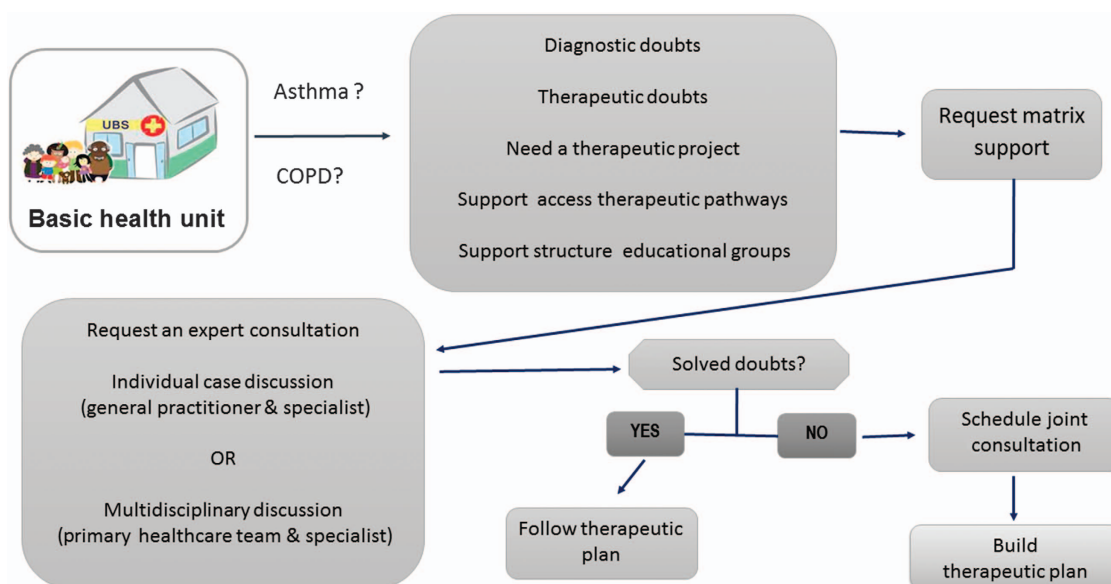 UBS
Basic health unit
Asthma ?
COPD?
Diagnostic doubts
Therapeutic doubts
Need a therapeutic project
Support access therapeutic pathways
Support structure educational groups
Request matrix
support
Request an expert consultation
Individual case discussion
(general practitioner & specialist)
OR
Multidisciplinary discussion
(primary healthcare team & specialist)
Solved doubts?
YES
NO
Schedule joint
consultation
Follow therapeutic
plan
Build
therapeutic plan